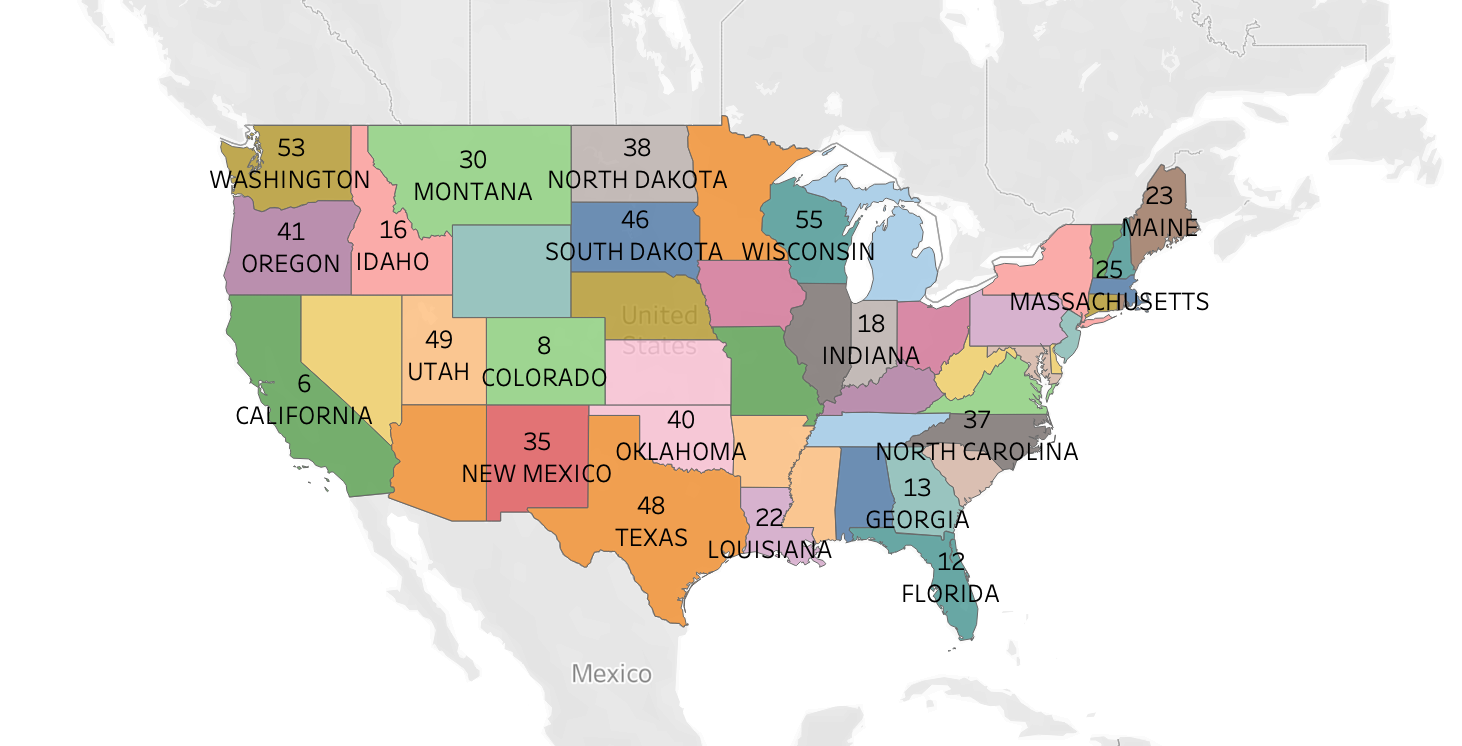 53
WASHINGTON
30
MONTANA
38
NORTH DAKOTA
41
OREGON
16
IDAHO
46
SOUTH DAKOTA
55
WISCONSIN
23
MAINE
25
MASSACHUSETTS
United
States
49
UTAH
8
COLORADO
18
INDIANA
6
CALIFORNIA
35
NEW MEXICO
40
OKLAHOMA
37
NORTH CAROLINA
48
TEXAS
22
LOUISIANA
13
GEORGIA
12
FLORIDA
Mexico